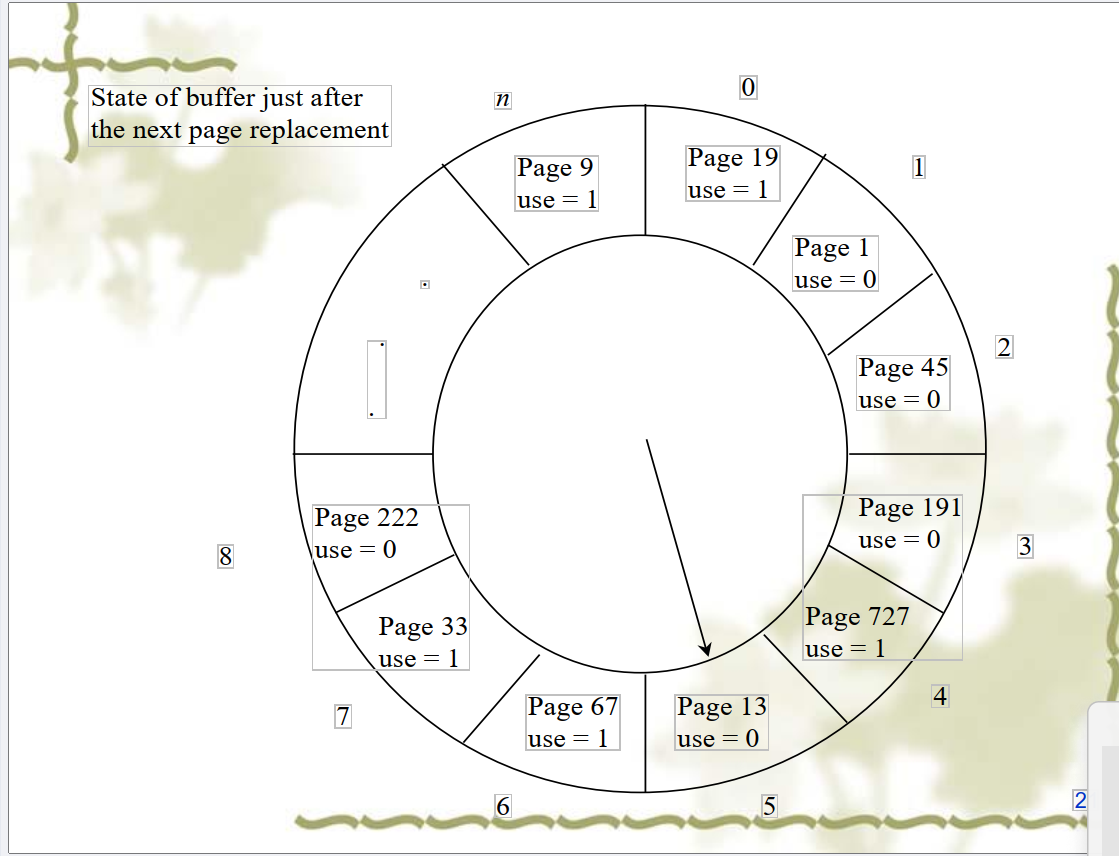 State of buffer just after
the next page replacement
n
0
Page 9
use = 1
Page 19
use = 1
1
Page 1
use = 0
2
Page 45
use = 0
.
.
.
Page 191
use = 0
3
Page 222
use = 0
8
Page 727
use = 1
4
Page 33
use = 1
7
Page 67
use = 1
6
Page 13
use = 0
5
2